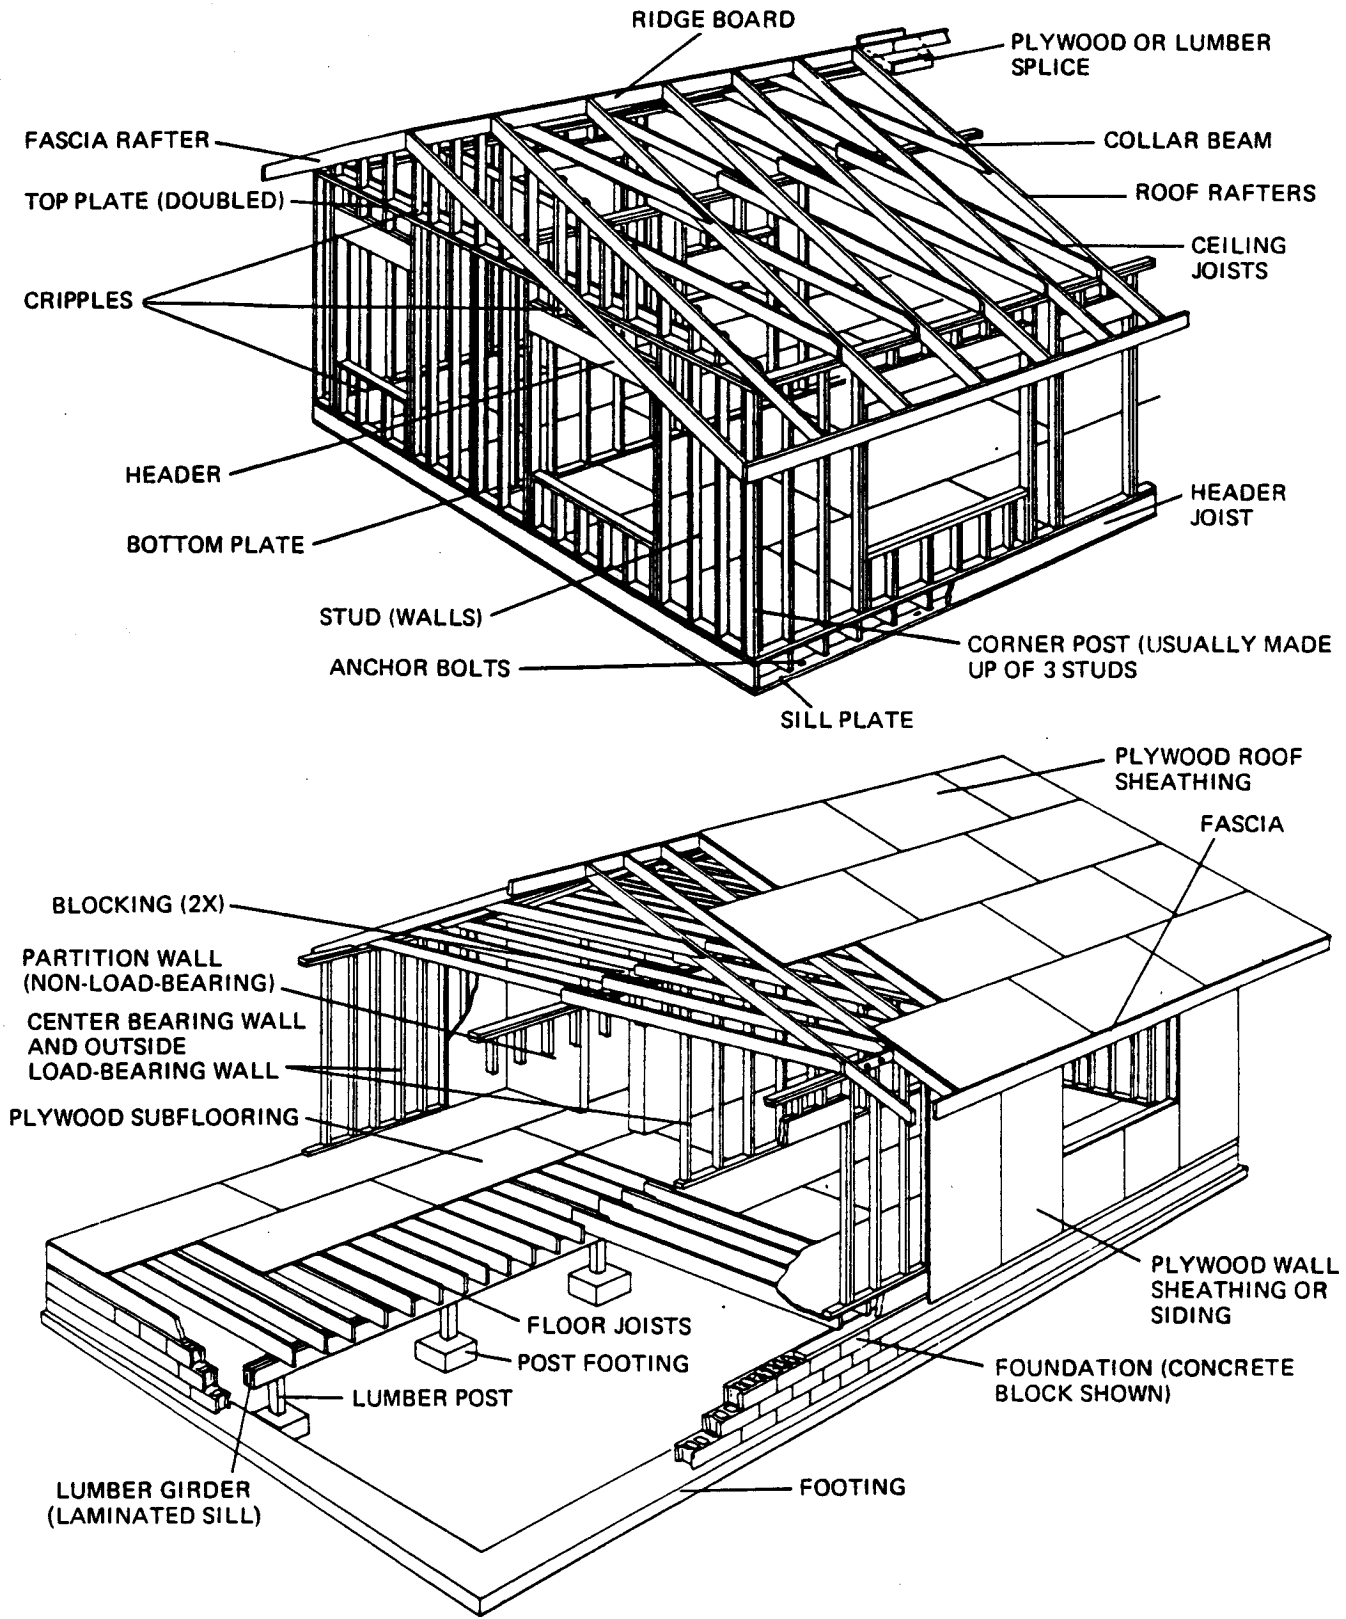 RIDGE BOARD
PLYWOOD OR LUMBER
SPLICE
FASCIA RAFTER
COLLAR BEAM
TOP PLATE (DOUBLED)
ROOF RAFTERS
CEILING
JOISTS
CRIPPLES
HEADER
HEADER
JOIST
BOTTOM PLATE
STUD (WALLS)
CORNER POST (USUALLY MADE
UP OF 3 STUDS
ANCHOR BOLTS
SILL PLATE
PLYWOOD ROOF
SHEATHING
FASCIA
BLOCKING (2X)
PARTITION WALL
(NON-LOAD-BEARING)
CENTER BEARING WALL
AND OUTSIDE
LOAD-BEARING WALL
PLYWOOD SUBFLOORING
PLYWOOD WALL
SHEATHING OR
SIDING
FLOOR JOISTS
POST FOOTING
FOUNDATION (CONCRETE
BLOCK SHOWN)
LUMBER POST
LUMBER GIRDER
(LAMINATED SILL)
FOOTING